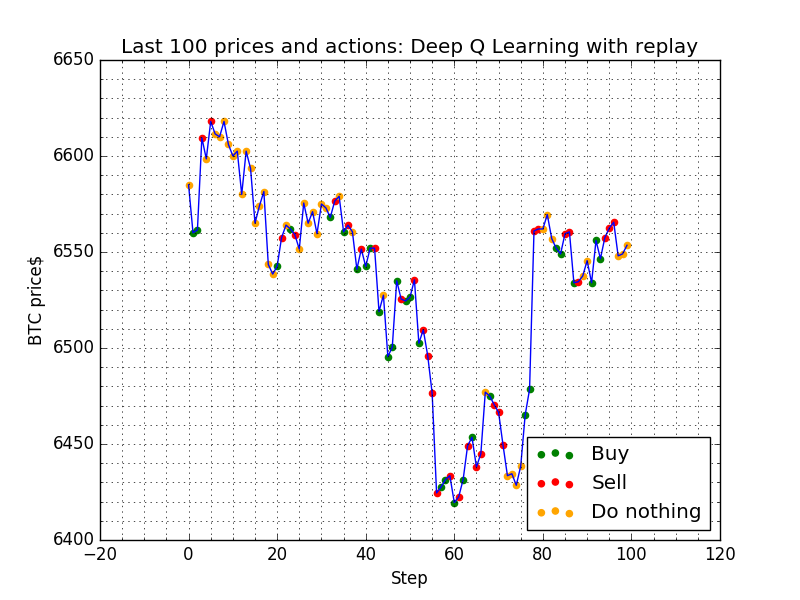 Last 100 prices and actions: Deep Q Learning with replay
6650
6600
6550
6500
6450
6400
BTC price$
−20 0 20 40 60 80 100 120
Step
Buy
Sell
Do nothing